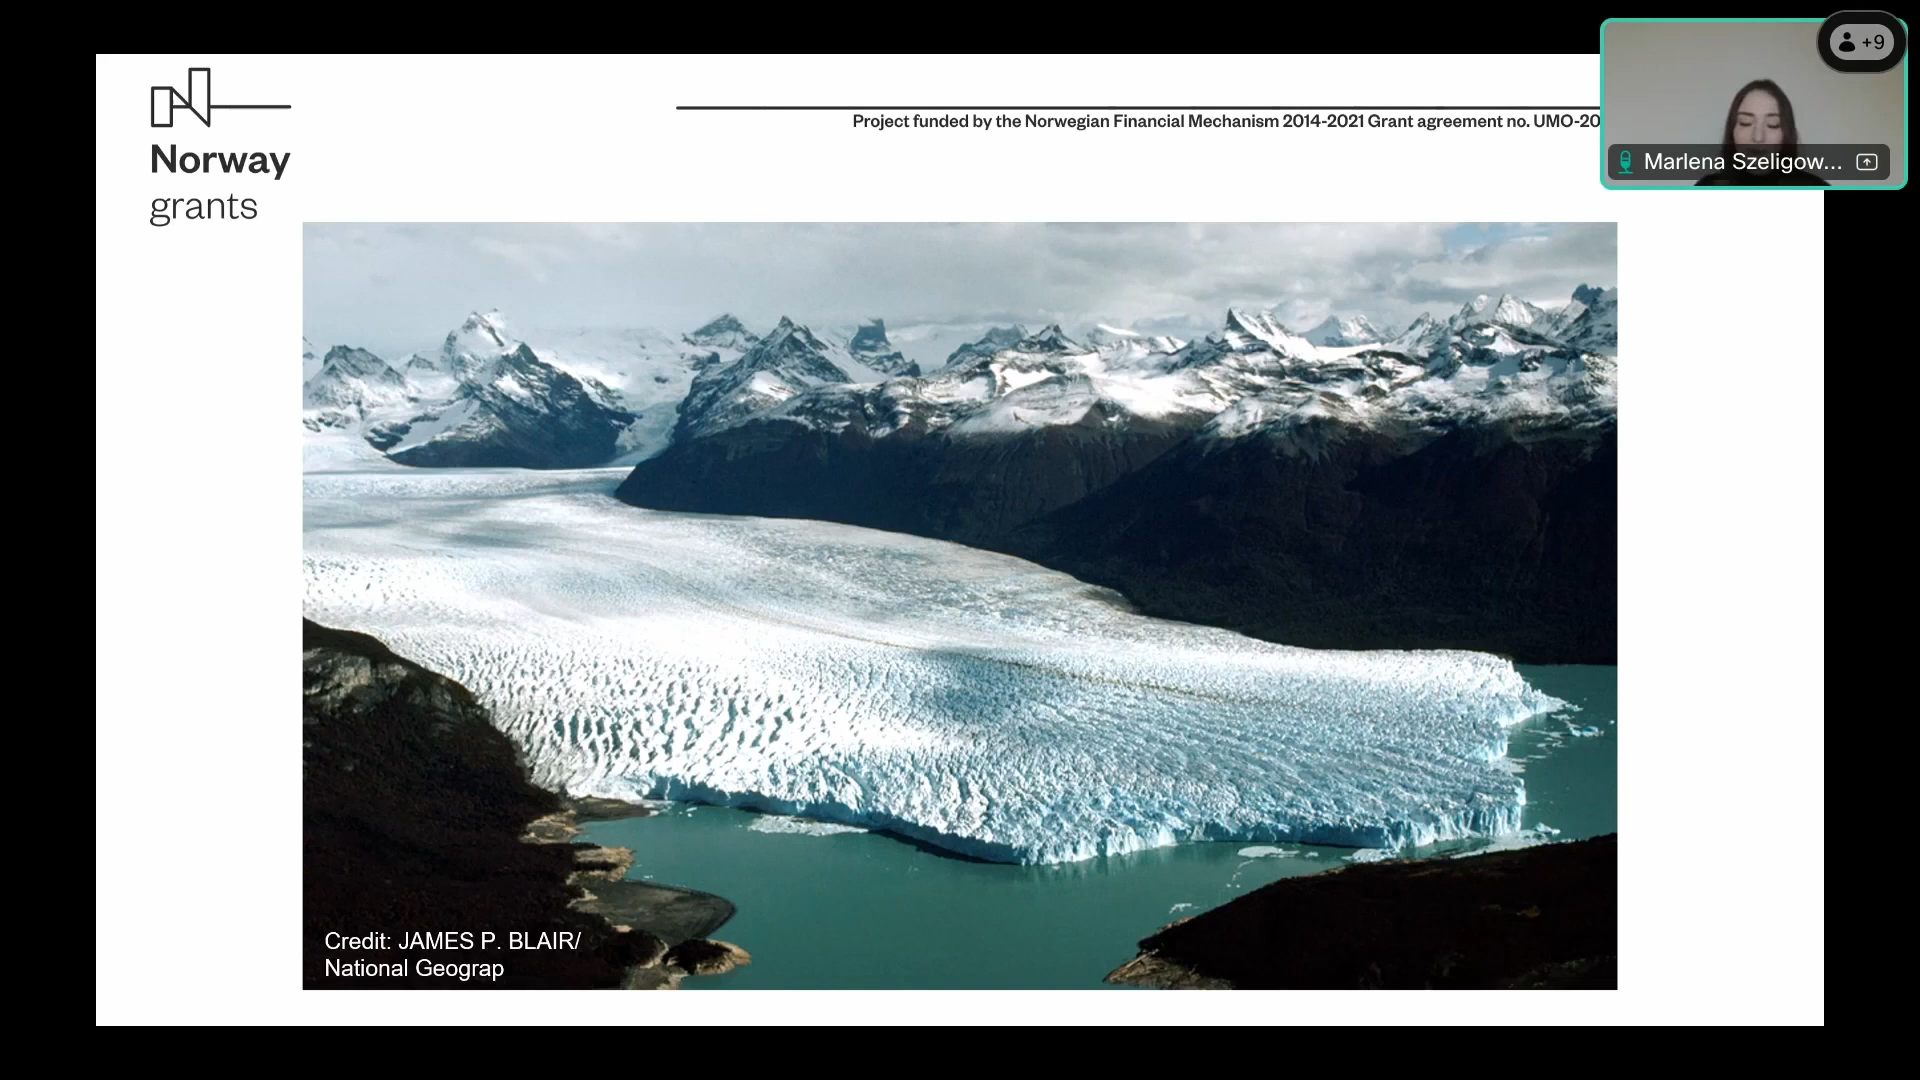 Norway
grants
Project funded by the Norwegian Financial Mechanism 2014-2021 Grant agreement no. UMO-20
+9
Marlena Szeligow...
Credit: JAMES P. BLAIR/
National Geograp